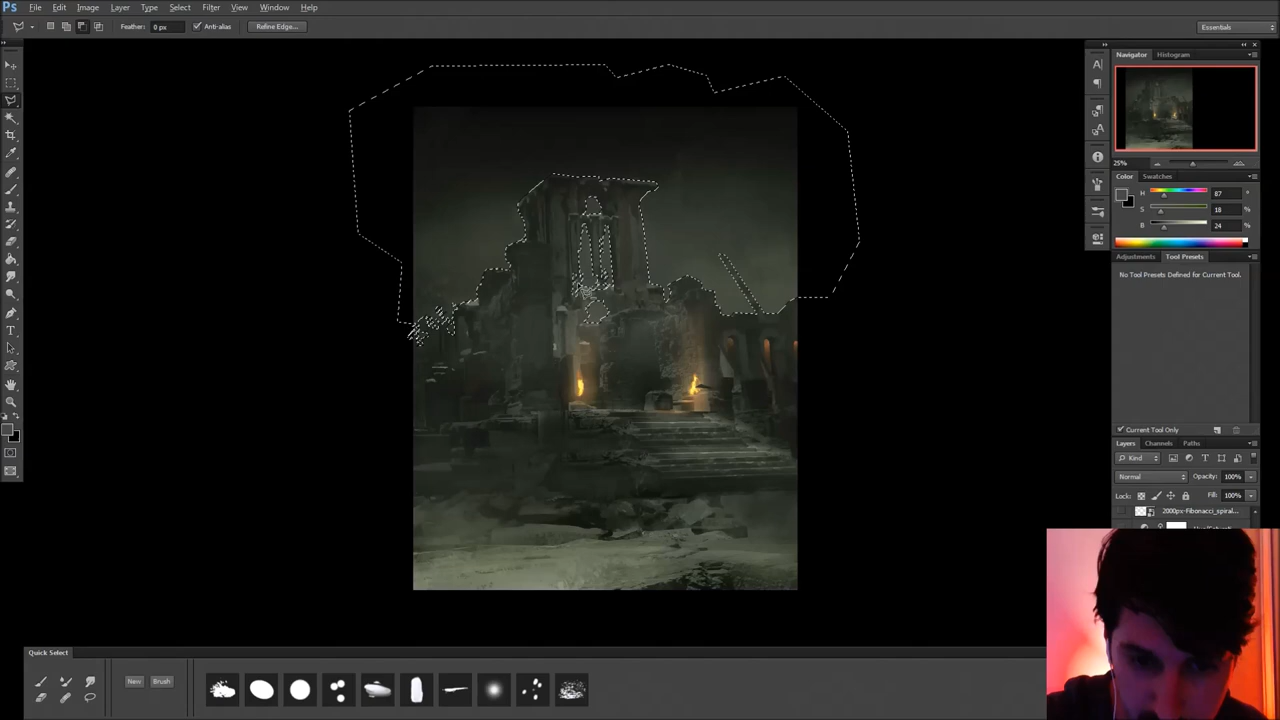 Ps File Edit Image Layer Type Select Filter View Window Help
Feather: 0 px Anti-alias Refine Edge... Essentials
Navigator Histogram
25%
Color Swatches
H 87 °
S 18 %
B 24 %
Adjustments Tool Presets
No Tool Presets Defined for Current Tool.
Current Tool Only
Layers Channels Paths
Kind
Normal Opacity: 100%
Lock: Fill: 100%
2000px-Fibonacci_spiral...
Quick Select
New Brush